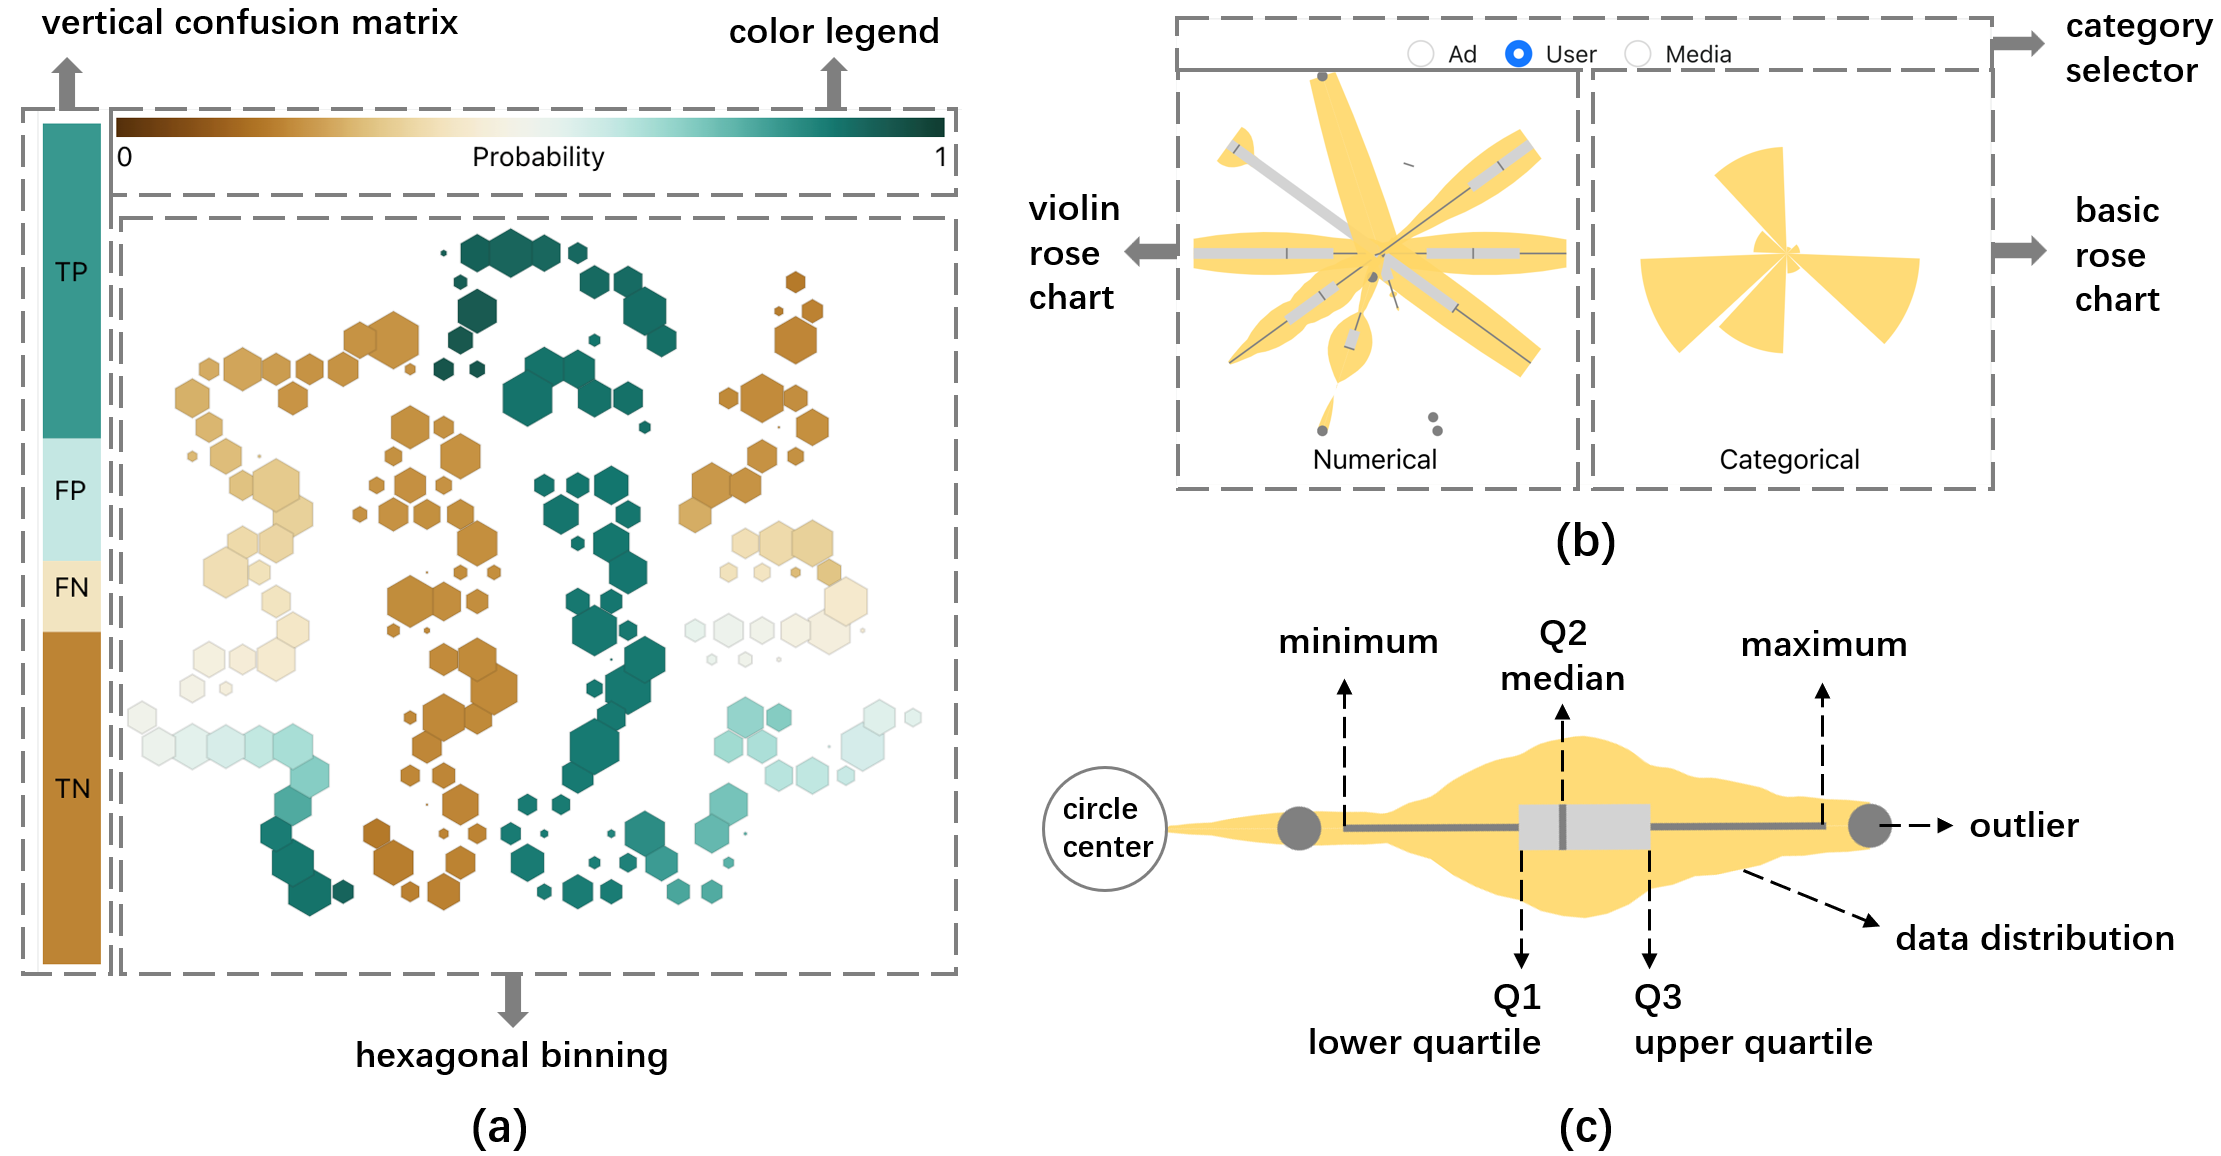 vertical confusion matrix
color legend
0
Probability
1
TP
FP
FN
TN
hexagonal binning
(a)
Ad
User
Media
category
selector
violin
rose
chart
basic
rose
chart
Numerical
Categorical
(b)
minimum
Q2
median
maximum
circle
center
outlier
data distribution
Q1
lower quartile
Q3
upper quartile
(c)